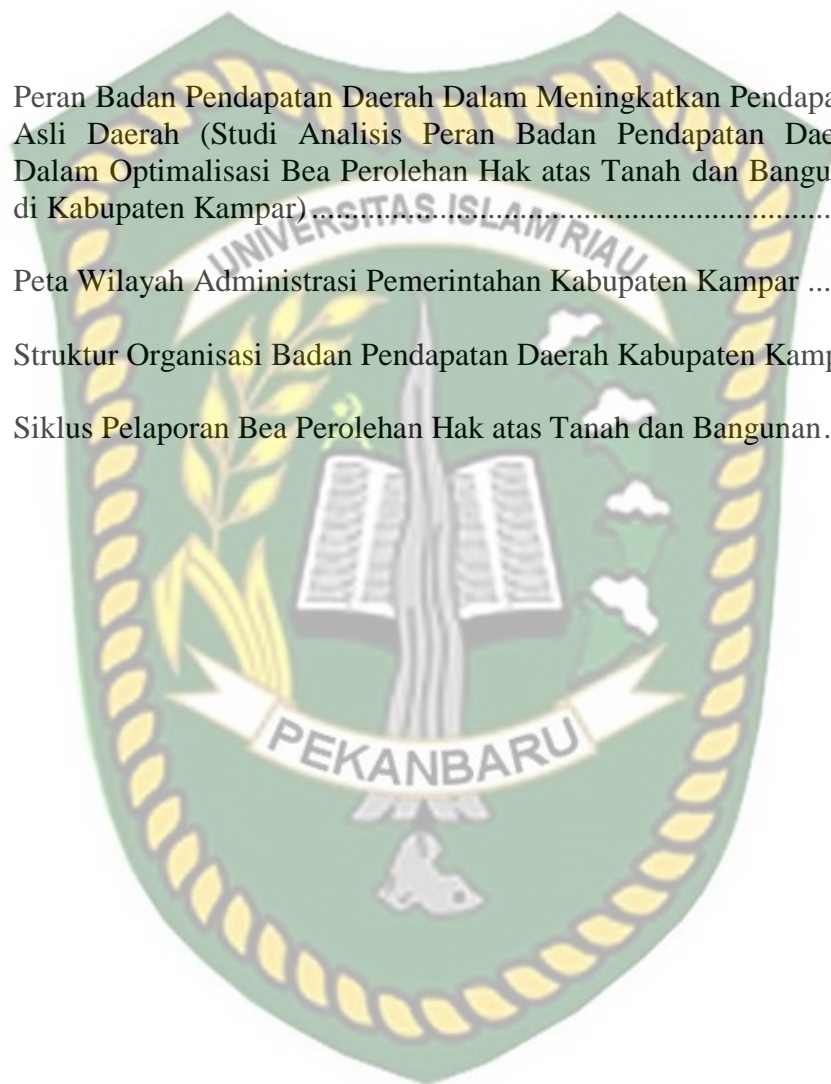 Peran Badan Pendapatan Daerah Dalam Meningkatkan Pendapa
Asli Daerah (Studi Analisis Peran Badan Pendapatan Dae
Dalam Optimalisasi Bea Perolehan Hak atas Tanah dan Bangu
di Kabupaten Kampar) ............................................................
UNIVERSITAS ISLAM RIAU
Peta Wilayah Administrasi Pemerintahan Kabupaten Kampar ...
Struktur Organisasi Badan Pendapatan Daerah Kabupaten Kamp
Siklus Pelaporan Bea Perolehan Hak atas Tanah dan Bangunan.
PEKANBARU